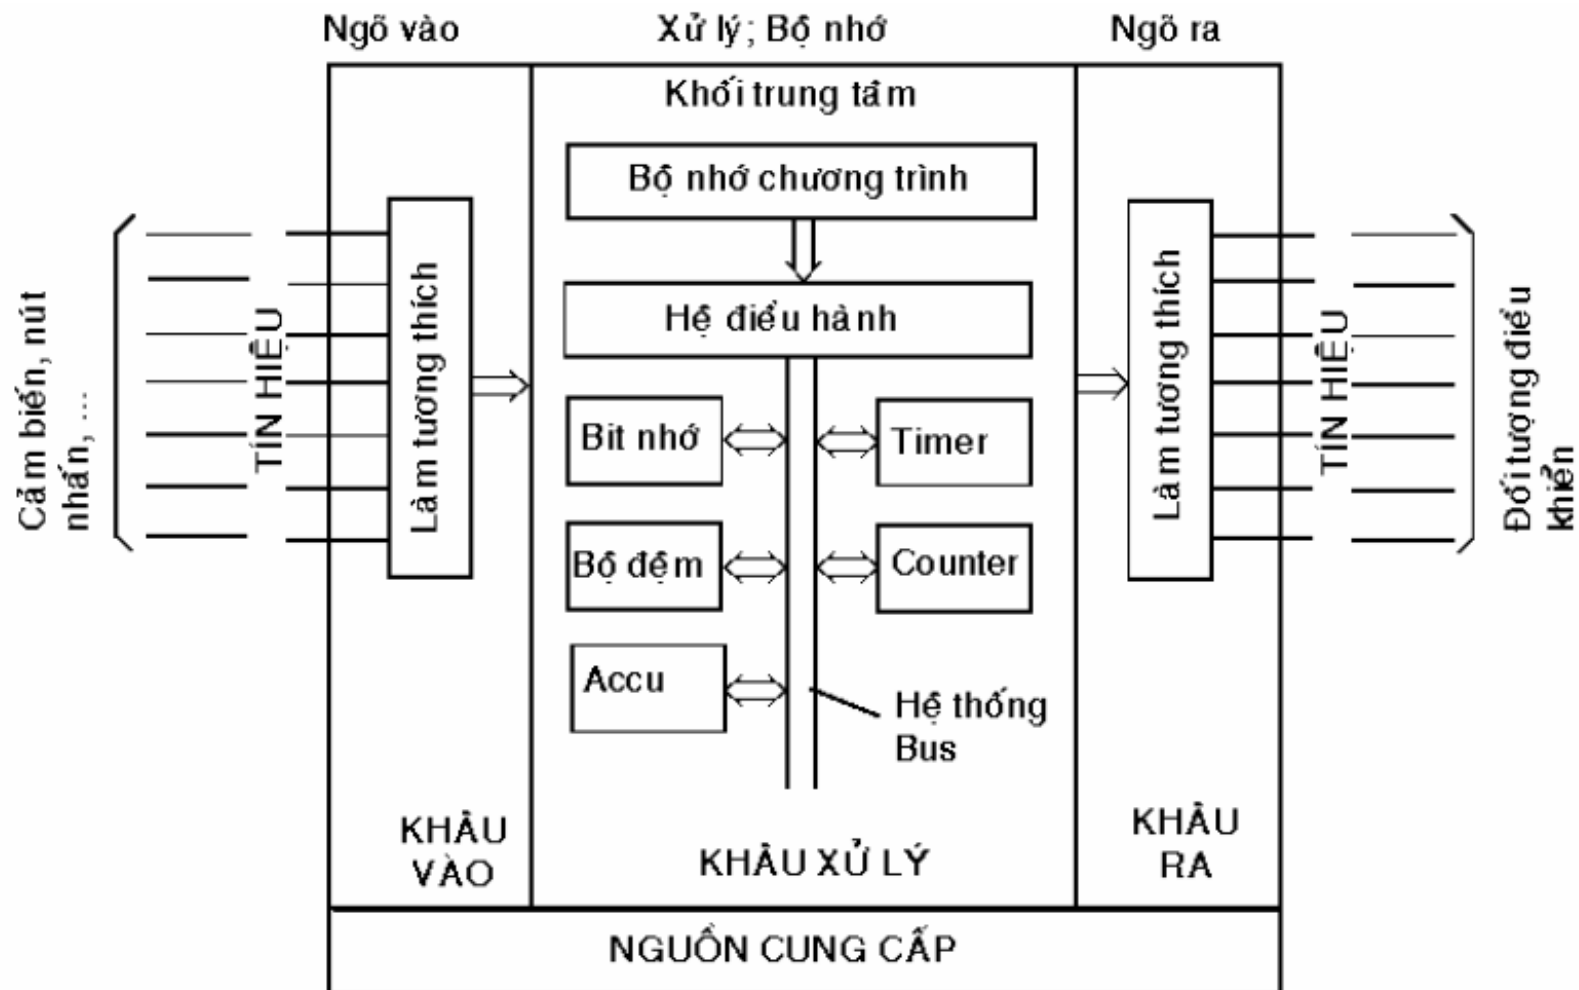 Ngõ vào
Xử lý; Bộ nhớ
Ngõ ra
Khối trung tâm
Bộ nhớ chương trình
Hệ điều hành
Cảm biến, nút
nhấn, ...
TÍN HIỆU
Làm tương thích
Bit nhớ
Timer
Bộ đệm
Counter
Accu
Hệ thống
Bus
Làm tương thích
TÍN HIỆU
Đối tượng điều
khiển
KHÂU
VÀO
KHÂU XỬ LÝ
KHÂU
RA
NGUỒN CUNG CẤP